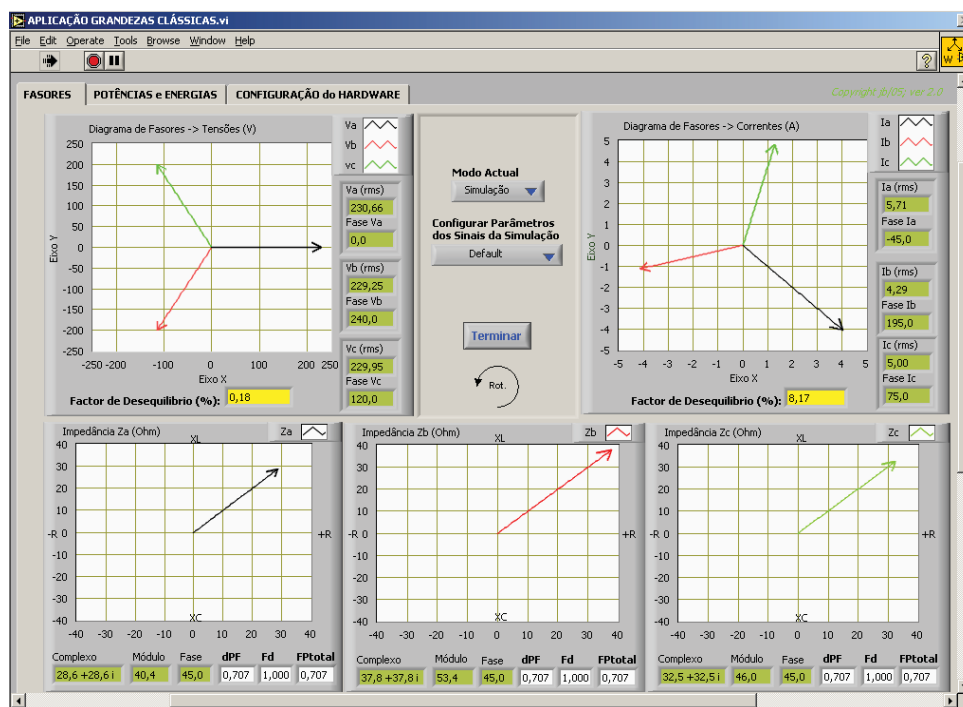 APLICAÇÃO GRANDEZAS CLÁSSICAS.vi
File Edit Operate Tools Browse Window Help
?
W
FASORES
POTÊNCIAS e ENERGIAS
CONFIGURAÇÃO do HARDWARE
Copyright jbj05; ver 2.0
Diagrama de Fasores -> Tensões (V)
250
200
150
100
50
0
-50
-100
-150
-200
-250
Eixo Y
-250 -200 -100 0 100 200 250
Eixo X
Factor de Desequilibrio (%): 0,18
Va
Vb
vc
Va (rms)
230,66
Fase Va
0,0
Vb (rms)
229,25
Fase Vb
240,0
Vc (rms)
229,95
Fase Vc
120,0
Modo Actual
Simulação
Configurar Parâmetros
dos Sinais da Simulação
Default
Terminar
Rot.
Diagrama de Fasores -> Correntes (A)
5
4
3
2
1
0
-1
-2
-3
-4
-5
Eixo Y
-5 -4 -3 -2 -1 0 1 2 3 4 5
Eixo X
Factor de Desequilibrio (%): 8,17
Ia
Ib
Ic
Ia (rms)
5,71
Fase Ia
-45,0
Ib (rms)
4,29
Fase Ib
195,0
Ic (rms)
5,00
Fase Ic
75,0
Impedância Za (Ohm)
XL
Za
40
30
20
10
-R 0
+R
-10
-20
-30
-40
XC
-40 -30 -20 -10 0 10 20 30 40
Complexo Módulo Fase dPF Fd FPtotal
28,6 +28,6 i 40,4 45,0 0,707 1,000 0,707
Impedância Zb (Ohm)
XL
Zb
40
30
20
10
-R 0
+R
-10
-20
-30
-40
XC
-40 -30 -20 -10 0 10 20 30 40
Complexo Módulo Fase dPF Fd FPtotal
37,8 +37,8 i 53,4 45,0 0,707 1,000 0,707
Impedância Zc (Ohm)
XL
Zc
40
30
20
10
-R 0
+R
-10
-20
-30
-40
XC
-40 -30 -20 -10 0 10 20 30 40
Complexo Módulo Fase dPF Fd FPtotal
32,5 +32,5 i 46,0 45,0 0,707 1,000 0,707